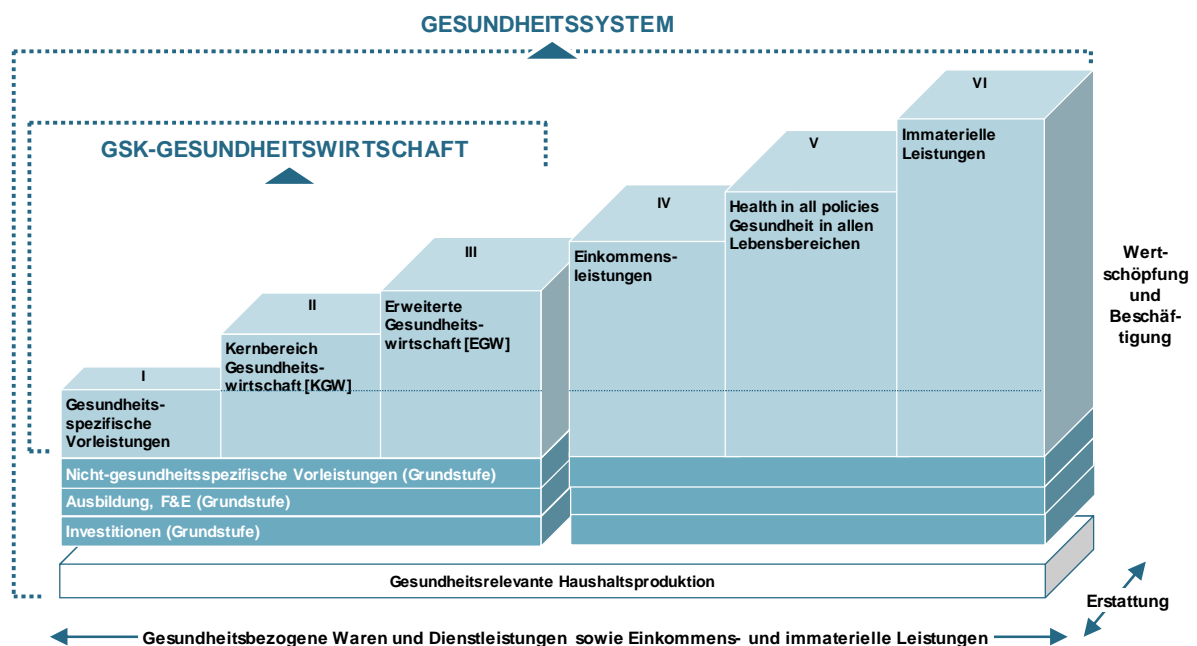 GESUNDHEITSSYSTEM
GSK-GESUNDHEITSWIRTSCHAFT
I
Gesundheits-
spezifische
Vorleistungen
II
Kernbereich
Gesundheits-
wirtschaft [KGW]
III
Erweiterte
Gesundheits-
wirtschaft [EGW]
IV
Einkommens-
leistungen
V
Health in all policies
Gesundheit in allen
Lebensbereichen
VI
Immaterielle
Leistungen
Wert-
schöpfung
und
Beschäf-
tigung
Nicht-gesundheitsspezifische Vorleistungen (Grundstufe)
Ausbildung, F&E (Grundstufe)
Investitionen (Grundstufe)
Gesundheitsrelevante Haushaltsproduktion
Erstattung
Gesundheitsbezogene Waren und Dienstleistungen sowie Einkommens- und immaterielle Leistungen